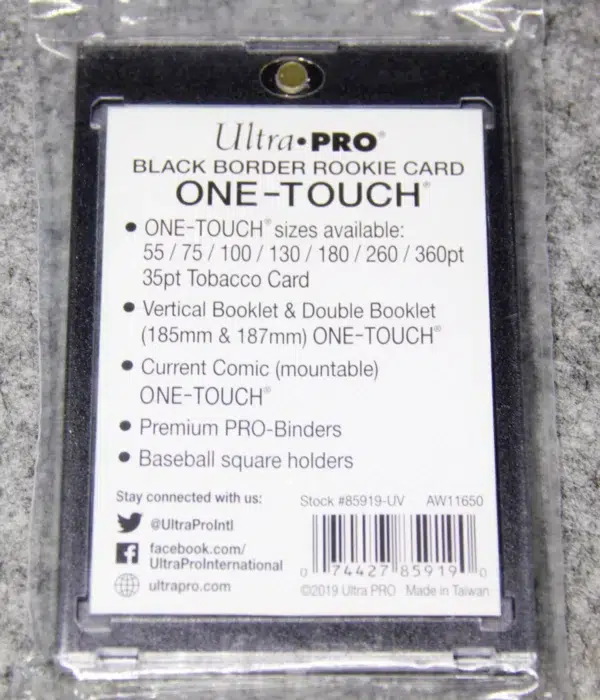 Ultra•PRO®
BLACK BORDER ROOKIE CARD
ONE-TOUCH®
• ONE-TOUCH® sizes available:
55 / 75 / 100 / 130 / 180 / 260 / 360pt
35pt Tobacco Card
• Vertical Booklet & Double Booklet
(185mm & 187mm) ONE-TOUCH®
• Current Comic (mountable)
ONE-TOUCH®
• Premium PRO-Binders
• Baseball square holders
Stay connected with us:
@UltraProIntl
facebook.com/
UltraProInternational
ultrapro.com
Stock #85919-UV AW11650
0 74427 85919 0
©2019 Ultra PRO Made in Taiwan